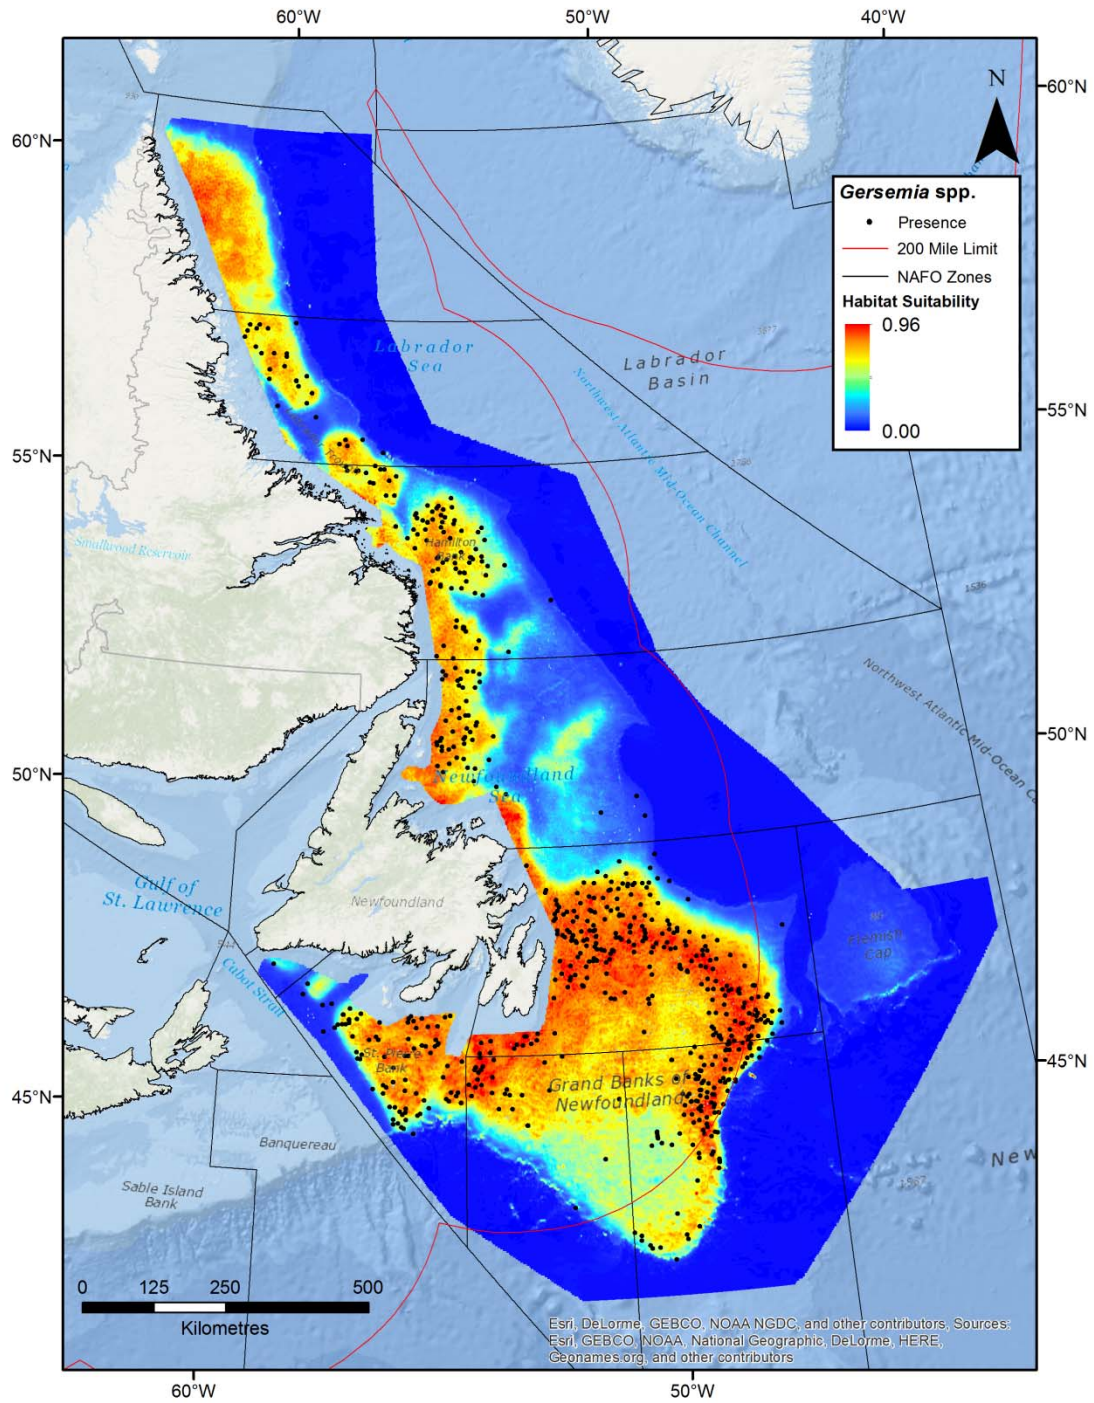 60°W
50°W
40°W
N
60°N
60°N
Gersemia spp.
Presence
200 Mile Limit
NAFO Zones
Habitat Suitability
0.96
0.00
Labrador
Sea
Labrador
Basin
Northwest Atlantic Mid-Ocean Channel
55°N
55°N
Smallwood Reservoir
Hamilton
Bank
Northwest Atlantic Mid-Ocean C
50°N
50°N
Newfoundland
Sea
Gulf of
St. Lawrence
Newfoundland
Flemish
Cap
Cabot Strait
St. Pierre
Bank
Grand Banks of
Newfoundland
45°N
45°N
Banquereau
Sable Island
Bank
New
0 125 250 500
Kilometres
Esri, DeLorme, GEBCO, NOAA NGDC, and other contributors, Sources:
Esri, GEBCO, NOAA, National Geographic, DeLorme, HERE,
Geonames.org, and other contributors
60°W
50°W